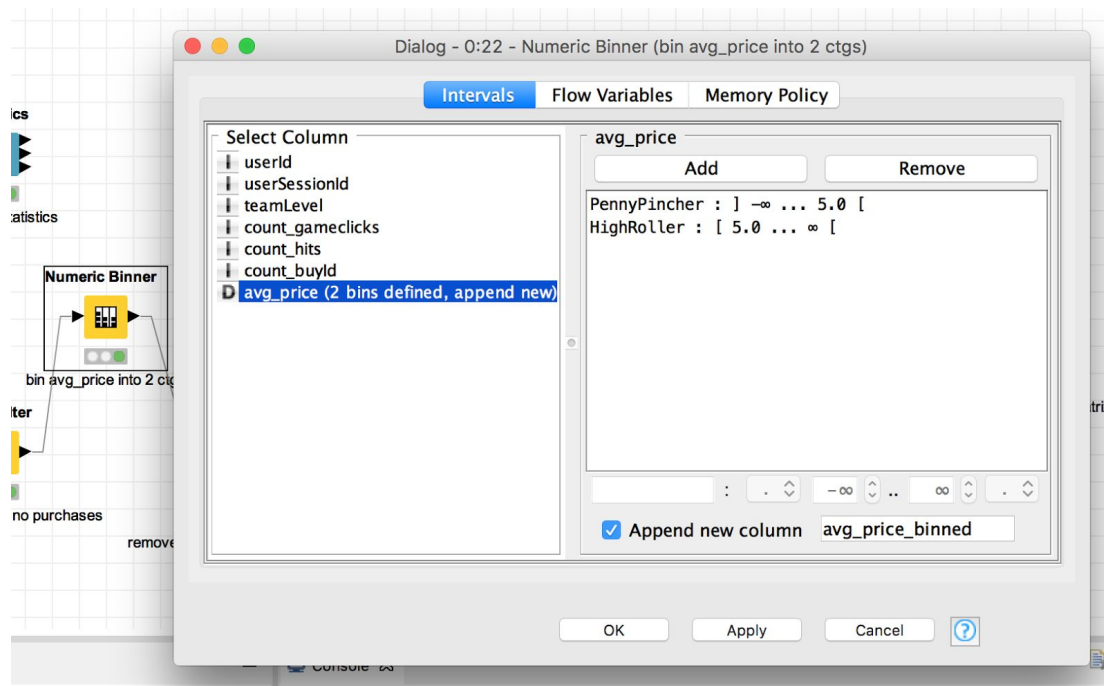 Dialog - 0:22 - Numeric Binner (bin avg_price into 2 ctgs)
Intervals Flow Variables Memory Policy
ics
atistics
Numeric Binner
bin avg_price into 2 ctg
lter
no purchases
remove
Select Column
userId
userSessionId
teamLevel
count_gameclicks
count_hits
count_buyId
D avg_price (2 bins defined, append new)
avg_price
Add Remove
PennyPincher : ] -∞ ... 5.0 [
HighRoller : [ 5.0 ... ∞ [
: . -∞ .. ∞ .
Append new column avg_price_binned
tri
OK Apply Cancel ?
Console